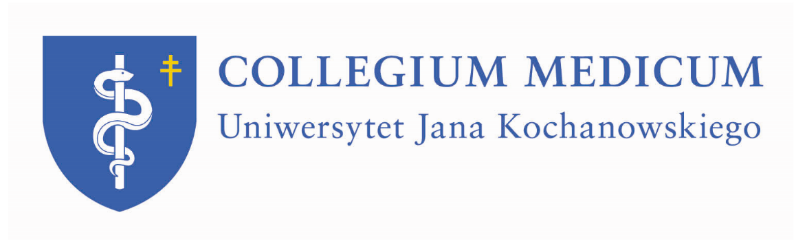 COLLEGIUM MEDICUM
Uniwersytet Jana Kochanowskiego